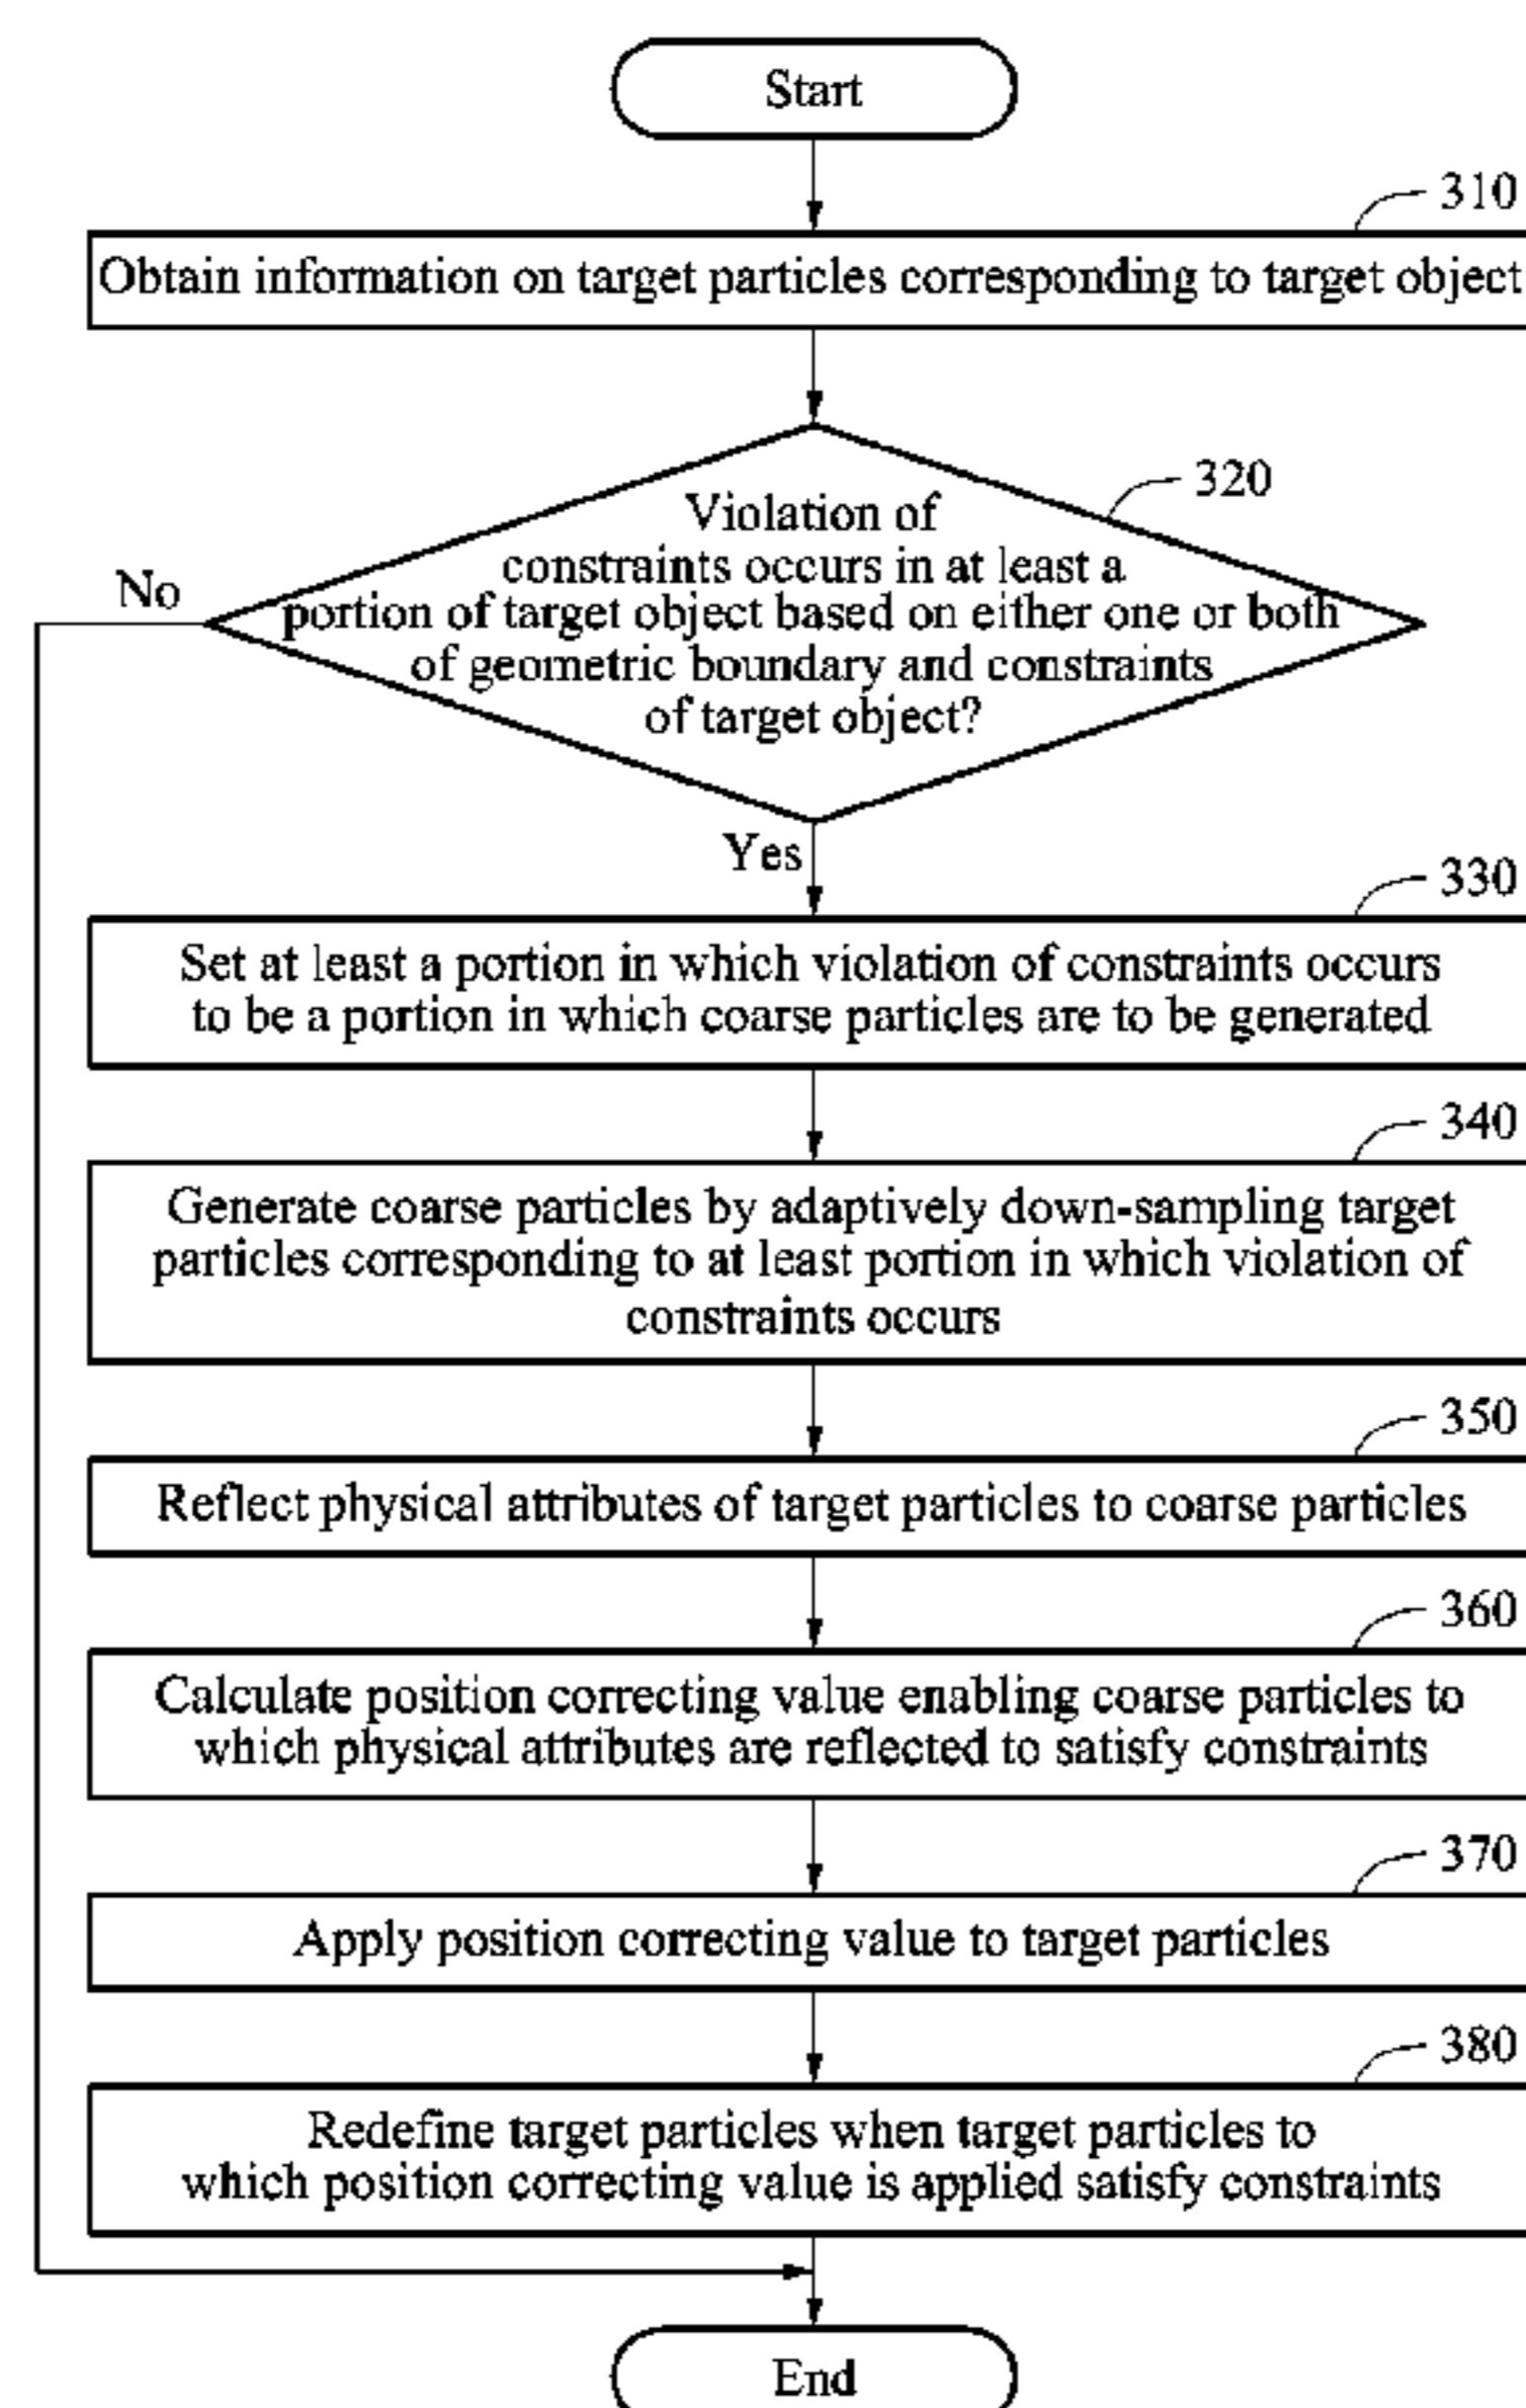 Start
310
Obtain information on target particles corresponding to target object
320
Violation of
constraints occurs in at least a
portion of target object based on either one or both
of geometric boundary and constraints
of target object?
No
Yes
330
Set at least a portion in which violation of constraints occurs
to be a portion in which coarse particles are to be generated
340
Generate coarse particles by adaptively down-sampling target
particles corresponding to at least portion in which violation of
constraints occurs
350
Reflect physical attributes of target particles to coarse particles
360
Calculate position correcting value enabling coarse particles to
which physical attributes are reflected to satisfy constraints
370
Apply position correcting value to target particles
380
Redefine target particles when target particles to
which position correcting value is applied satisfy constraints
End